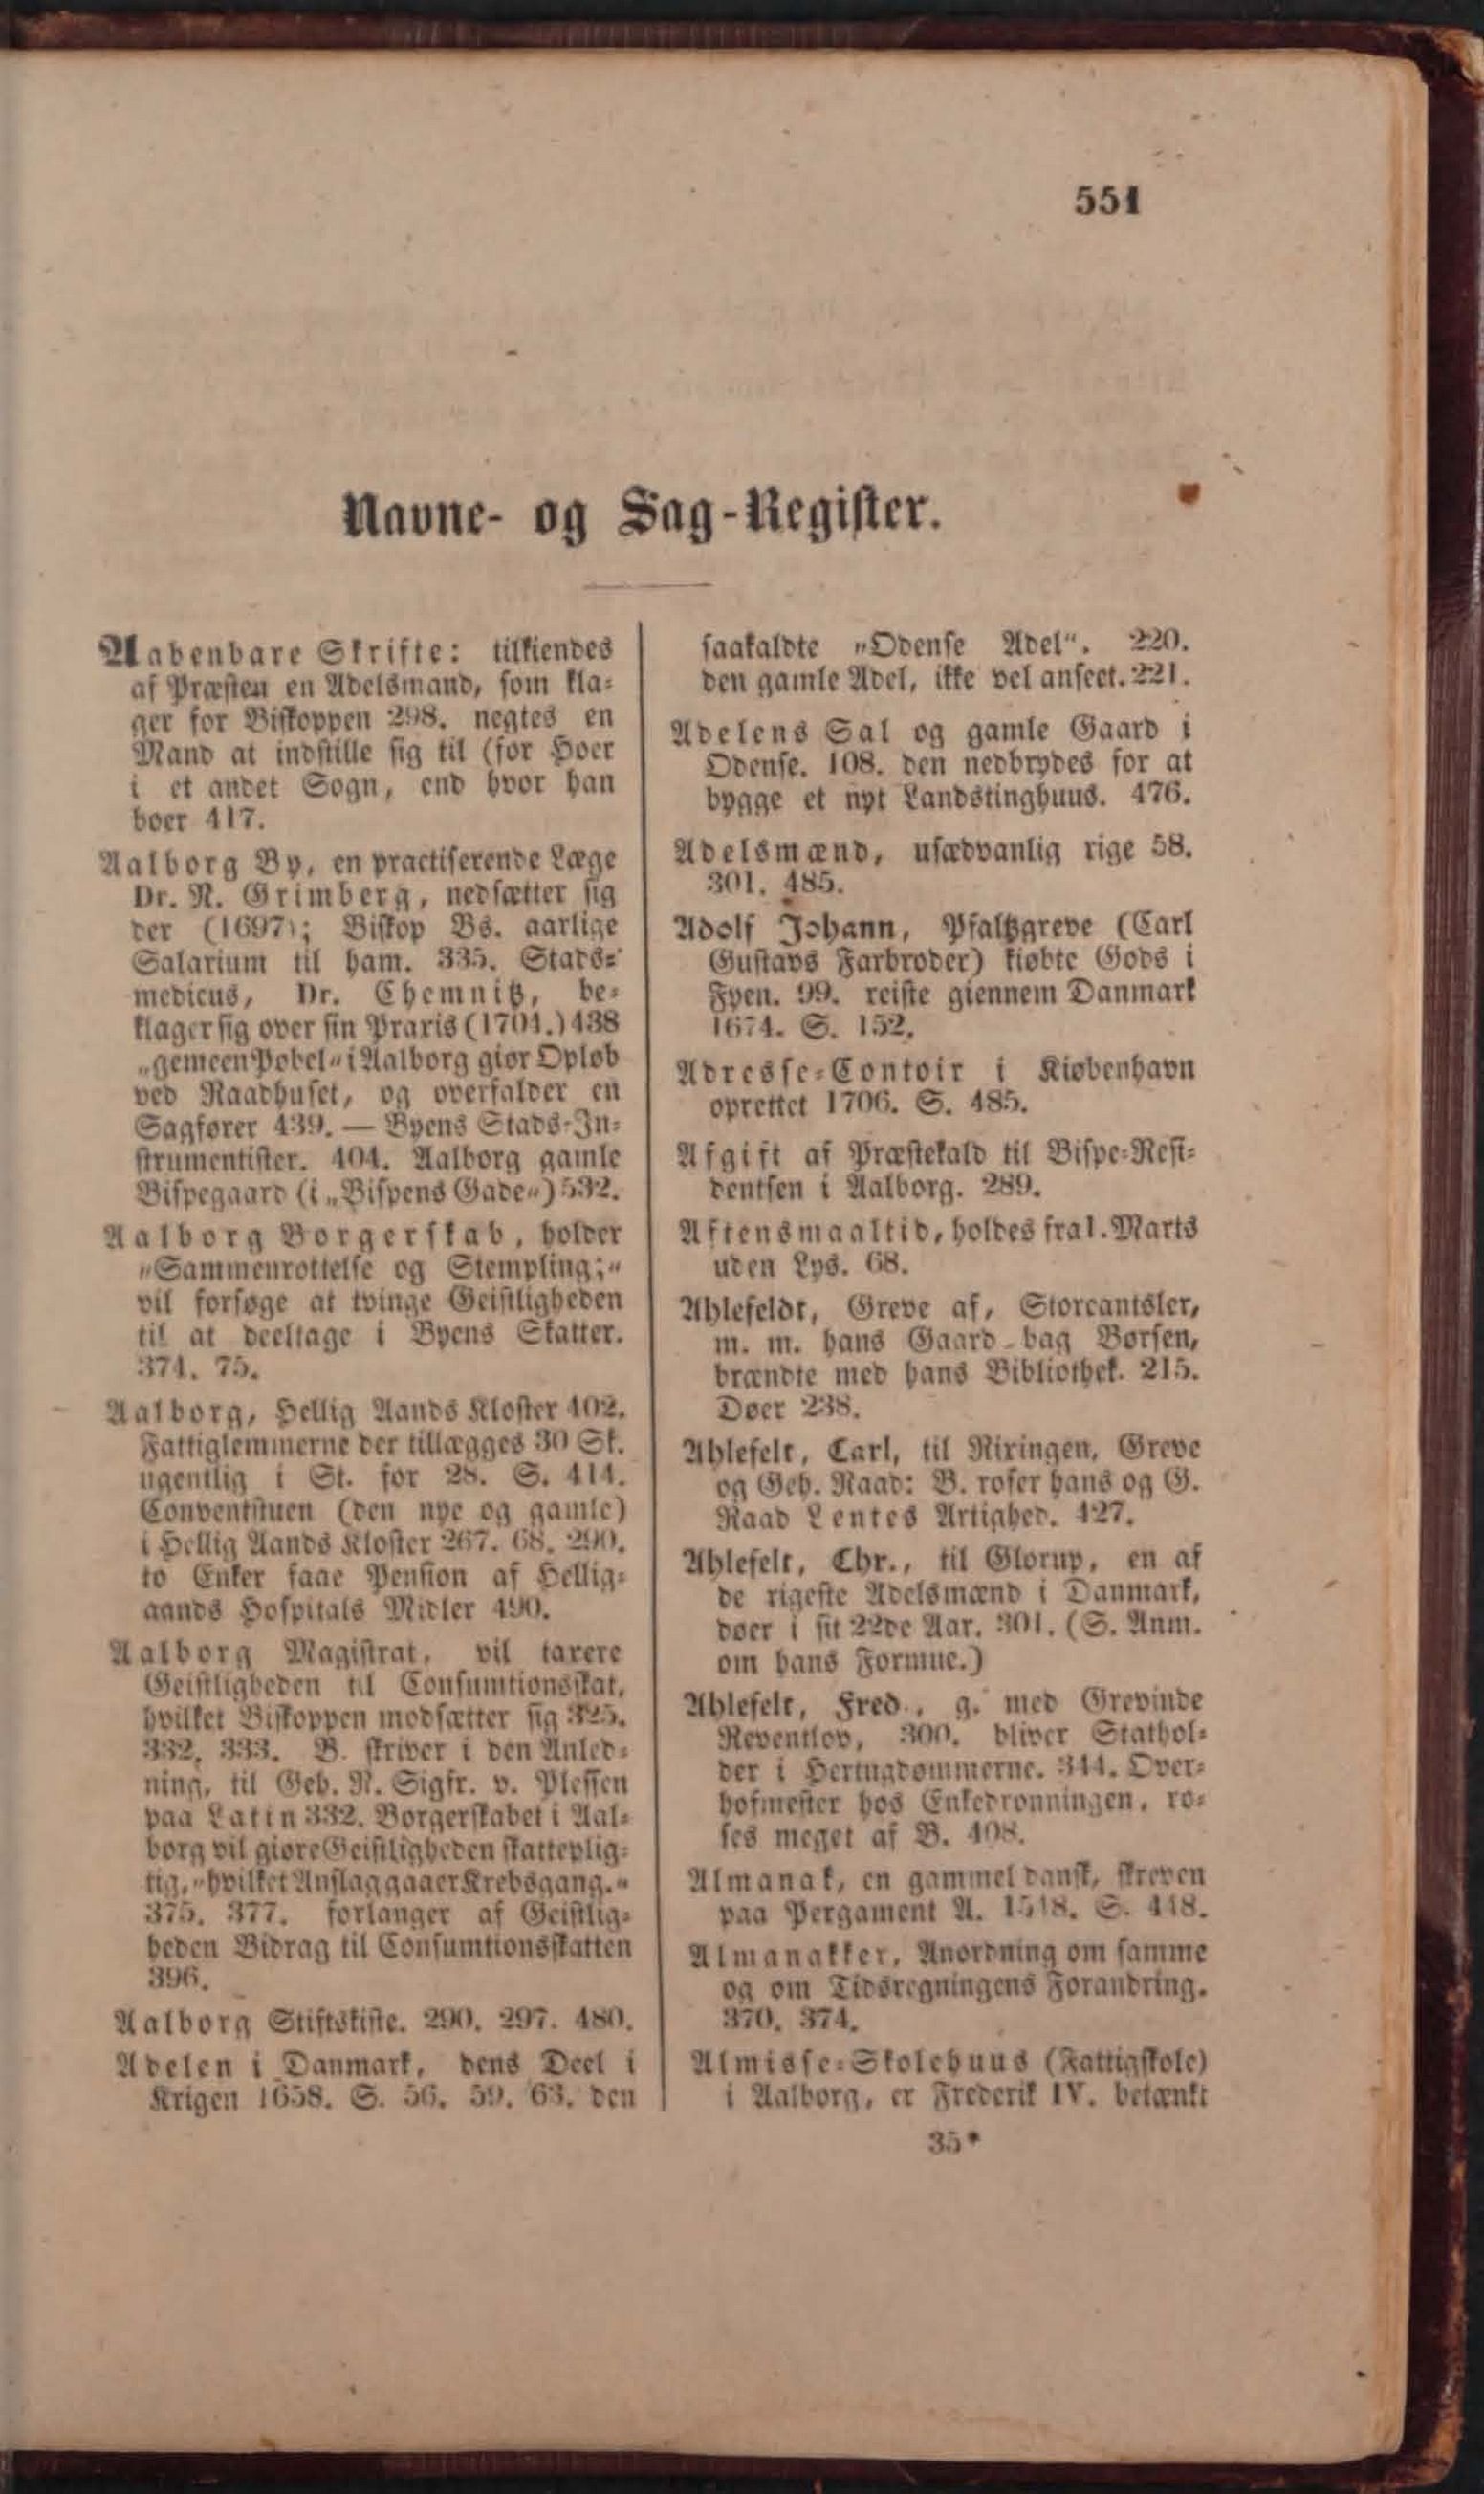 551
Navne- og Sag-Register.
Aabenbare Skrifte: tilkiendes
af Præsten en Adelsmand, som kla-
ger for Biskoppen 298. negtes en
Mand at indstille sig til (for Hoer
i et andet Sogn, end hvor han
boer 417.
Aalborg By, en practiserende Læge
Dr. N. Grimberg, nedsætter sig
der (1697); Biskop Bs. aarlige
Salarium til ham. 335. Stads-
medicus, Dr. Chemnitz, be-
klager sig over sin Praxis (1701.) 438
„gemeen Pøbel" i Aalborg giør Opløb
ved Raadhuset, og overfalder en
Sagfører 439. — Byens Stads-In-
strumentister. 404. Aalborg gamle
Bispegaard (i „Bispens Gade") 532.
Aalborg Borgerskab, holder
"Sammenrottelse og Stempling;"
vil forsøge at tvinge Geistligheden
til at deeltage i Byens Skatter.
374. 75.
Aalborg, Hellig Aands Kloster 402.
Fattiglemmerne der tillægges 30 Sk.
ugentlig i St. for 28. S. 414.
Conventstuen (den nye og gamle)
i Hellig Aands Kloster 267. 68. 290.
to Enker faae Pension af Hellig-
aands Hospitals Midler 490.
Aalborg Magistrat, vil taxere
Geistligheden til Consumtionsskat,
hvilket Biskoppen modsætter sig 325.
332. 333. B. skriver i den Anled-
ning, til Geh. R. Sigfr. v. Plessen
paa Latin 332. Borgerskabet i Aal-
borg vil giøre Geistligheden skatteplig-
tig, "hvilket Anslag gaaer Krebsgang."
375. 377. forlanger af Geistlig-
heden Bidrag til Consumtionsskatten
396.
Aalborg Stiftskiste. 290. 297. 480.
Adelen i Danmark, dens Deel i
Krigen 1658. S. 56. 59. 63. den
saakaldte „Odense Adel". 220.
den gamle Adel, ikke vel anseet. 221.
Adelens Sal og gamle Gaard i
Odense. 108. den nedbrydes for at
bygge et nyt Landstinghuus. 476.
Adelsmænd, usædvanlig rige 58.
301. 485.
Adolf Johann, Pfaltzgreve (Carl
Gustavs Farbroder) kiøbte Gods i
Fyen. 99. reiste giennem Danmark
1674. S. 152.
Adresse-Contoir i Kiøbenhavn
oprettet 1706. S. 485.
Afgift af Præstekald til Bispe-Resi-
dentsen i Aalborg. 289.
Aftensmaaltid, holdes fra 1. Marts
uden Lys. 68.
Ahlefeldt, Greve af, Storcantsler,
m. m. hans Gaard bag Børsen,
brændte med hans Bibliothek. 215.
Døer 238.
Ahlefelt, Carl, til Rixingen, Greve
og Geh. Raad: B. roser hans og G.
Raad Lentes Artighed. 427.
Ahlefelt, Chr., til Glorup, en af
de rigeste Adelsmænd i Danmark,
døer i sit 22de Aar. 301. (S. Anm.
om hans Formue.)
Ahlefelt, Fred., g. med Grevinde
Reventlov, 300. bliver Stathol-
der i Hertugdømmerne. 344. Over-
hofmester hos Enkedronningen, ro-
ses meget af B. 408.
Almanak, en gammel dansk, skreven
paa Pergament A. 1518. S. 448.
Almanakker, Anordning om samme
og om Tidsregningens Forandring.
370. 374.
Almisse-Skolehuus (Fattigskole)
i Aalborg, er Frederik IV. betænkt
35*